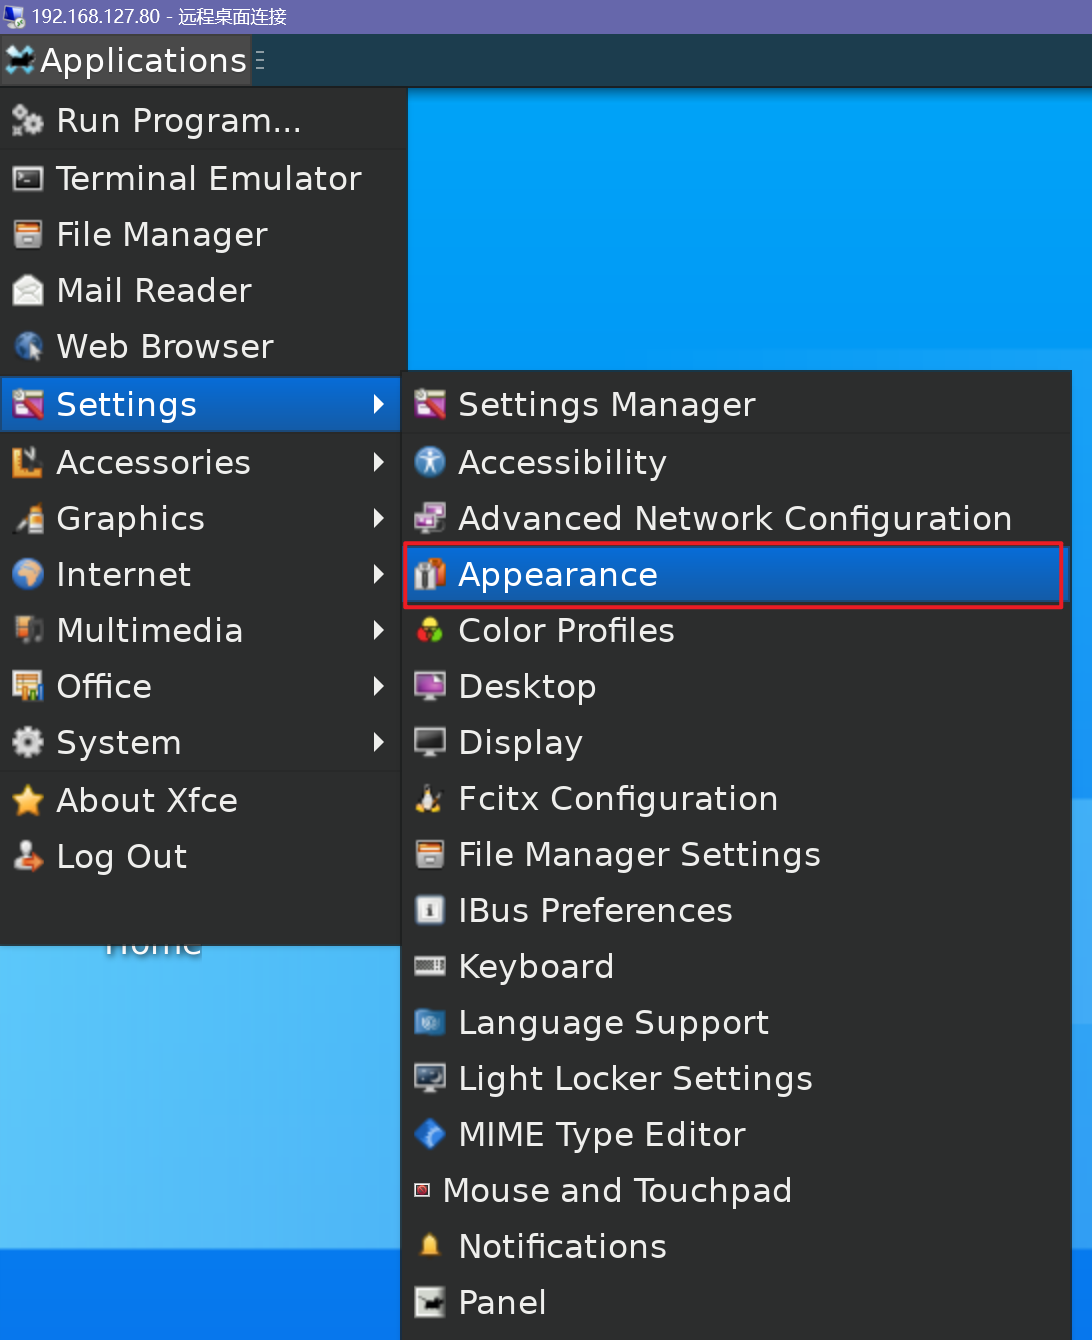 192.168.127.80 - 远程桌面连接
Applications
Run Program...
Terminal Emulator
File Manager
Mail Reader
Web Browser
Settings
Accessories
Graphics
Internet
Multimedia
Office
System
About Xfce
Log Out
Home
Settings Manager
Accessibility
Advanced Network Configuration
Appearance
Color Profiles
Desktop
Display
Fcitx Configuration
File Manager Settings
IBus Preferences
Keyboard
Language Support
Light Locker Settings
MIME Type Editor
Mouse and Touchpad
Notifications
Panel